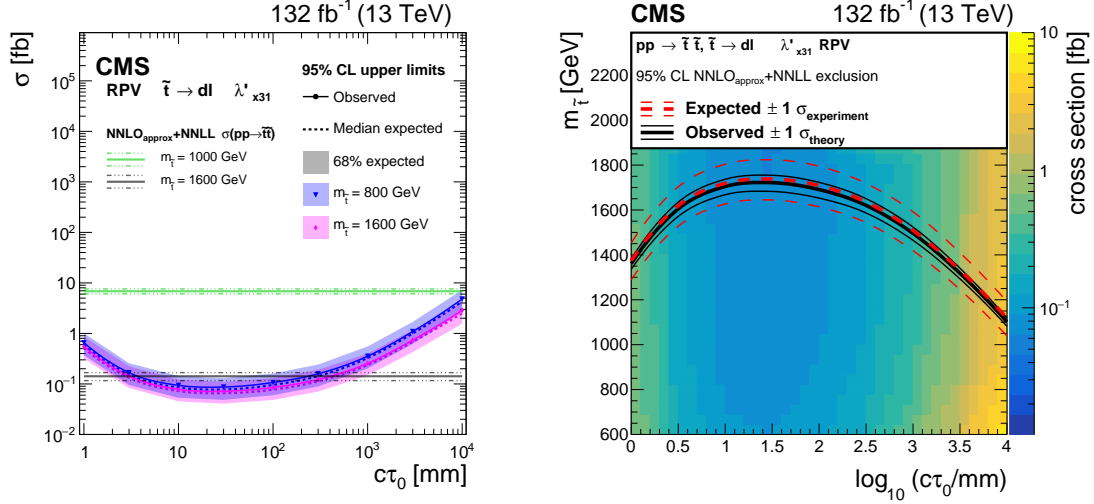 132 fb⁻¹ (13 TeV)
σ [fb]
CMS
RPV t̃ → dl λ'ₓ₃₁
NNLOapprox+NNLL σ(pp→t̃t̃)
m_t̃ = 1000 GeV
m_t̃ = 1600 GeV
95% CL upper limits
Observed
Median expected
68% expected
m_t̃ = 800 GeV
m_t̃ = 1600 GeV
10⁵
10⁴
10³
10²
10
1
10⁻¹
10⁻²
1 10 10² 10³ 10⁴
cτ₀ [mm]
CMS 132 fb⁻¹ (13 TeV)
m_t̃ [GeV]
pp → t̃ t̃, t̃ → dl λ'ₓ₃₁ RPV
95% CL NNLOapprox+NNLL exclusion
Expected ± 1 σexperiment
Observed ± 1 σtheory
2200
2000
1800
1600
1400
1200
1000
800
600
0 0.5 1 1.5 2 2.5 3 3.5 4
log₁₀ (cτ₀/mm)
10
1
10⁻¹
cross section [fb]